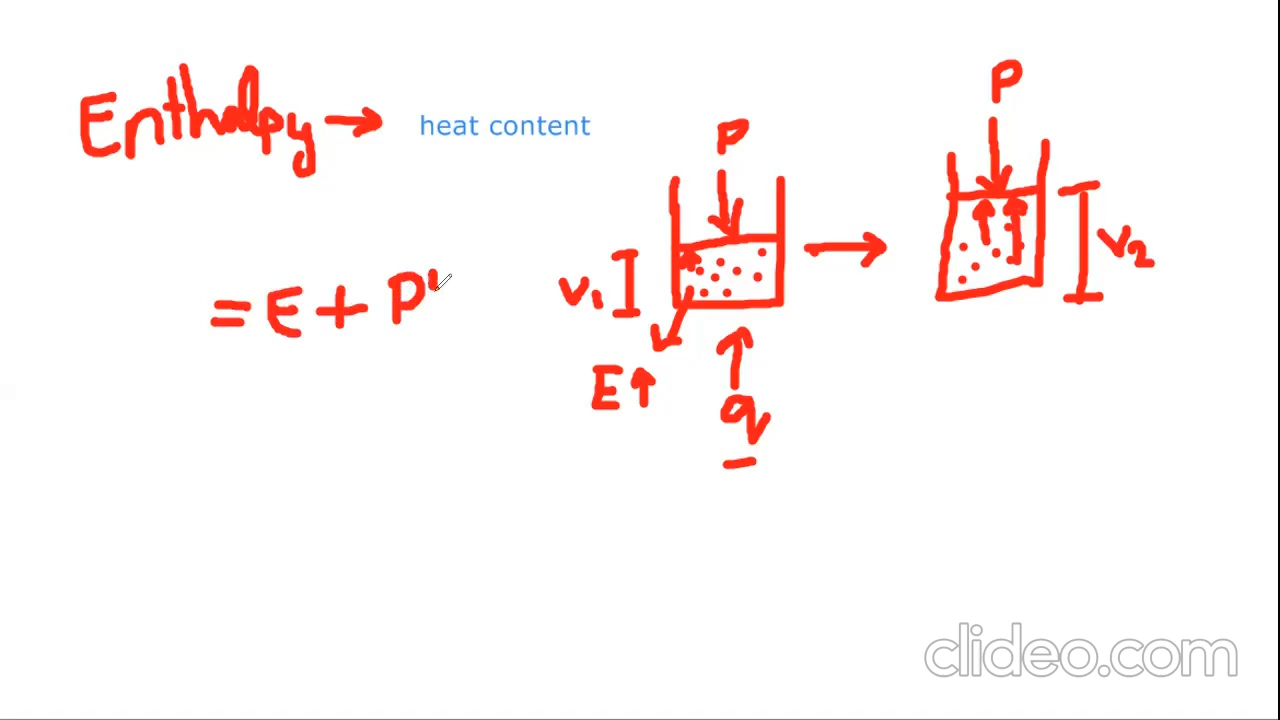 Enthalpy → heat content
P
P
V₁
V₂
= E + P
E↑
q
clideo.com